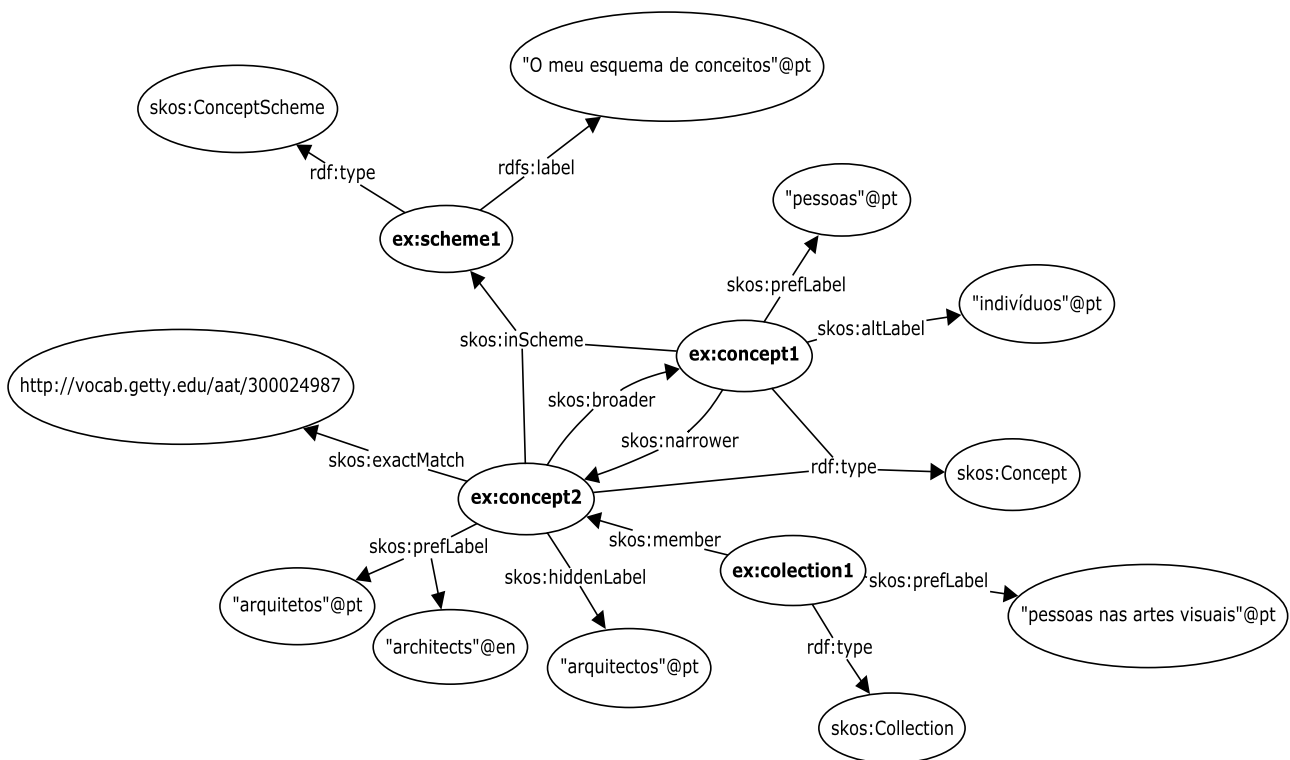 "O meu esquema de conceitos"@pt
skos:ConceptScheme
rdf:type
rdfs:label
"pessoas"@pt
ex:scheme1
skos:prefLabel
"indivíduos"@pt
skos:altLabel
skos:inScheme
ex:concept1
http://vocab.getty.edu/aat/300024987
skos:broader
skos:narrower
skos:exactMatch
rdf:type
skos:Concept
ex:concept2
skos:member
skos:prefLabel
ex:colection1
skos:hiddenLabel
skos:prefLabel
"arquitetos"@pt
"pessoas nas artes visuais"@pt
"architects"@en
rdf:type
"arquitectos"@pt
skos:Collection